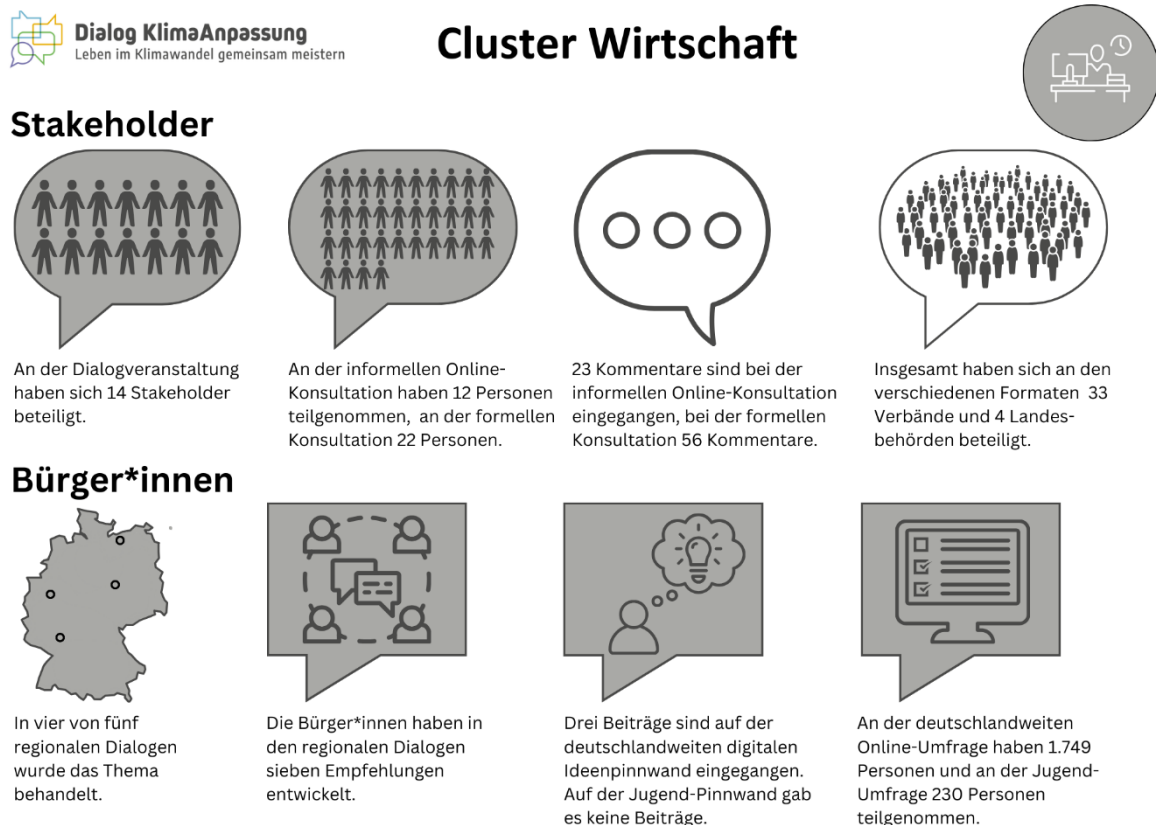 Dialog KlimaAnpassung
Leben im Klimawandel gemeinsam meistern
Cluster Wirtschaft
Stakeholder
An der Dialogveranstaltung
haben sich 14 Stakeholder
beteiligt.
An der informellen Online-
Konsultation haben 12 Personen
teilgenommen, an der formellen
Konsultation 22 Personen.
23 Kommentare sind bei der
informellen Online-Konsultation
eingegangen, bei der formellen
Konsultation 56 Kommentare.
Insgesamt haben sich an den
verschiedenen Formaten 33
Verbände und 4 Landes-
behörden beteiligt.
Bürger*innen
In vier von fünf
regionalen Dialogen
wurde das Thema
behandelt.
Die Bürger*innen haben in
den regionalen Dialogen
sieben Empfehlungen
entwickelt.
Drei Beiträge sind auf der
deutschlandweiten digitalen
Ideenpinnwand eingegangen.
Auf der Jugend-Pinnwand gab
es keine Beiträge.
An der deutschlandweiten
Online-Umfrage haben 1.749
Personen und an der Jugend-
Umfrage 230 Personen
teilgenommen.